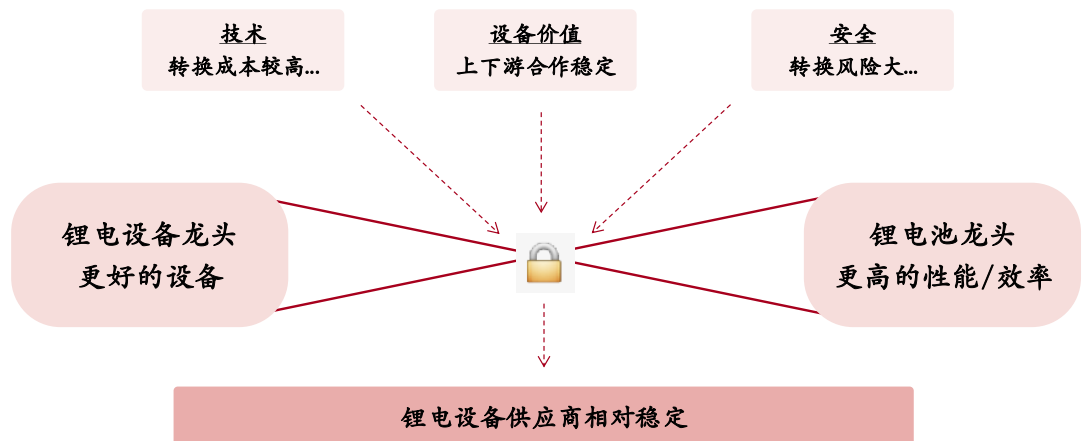 技术
转换成本较高...
设备价值
上下游合作稳定
安全
转换风险大...
锂电设备龙头
更好的设备
锂电池龙头
更高的性能/效率
锂电设备供应商相对稳定